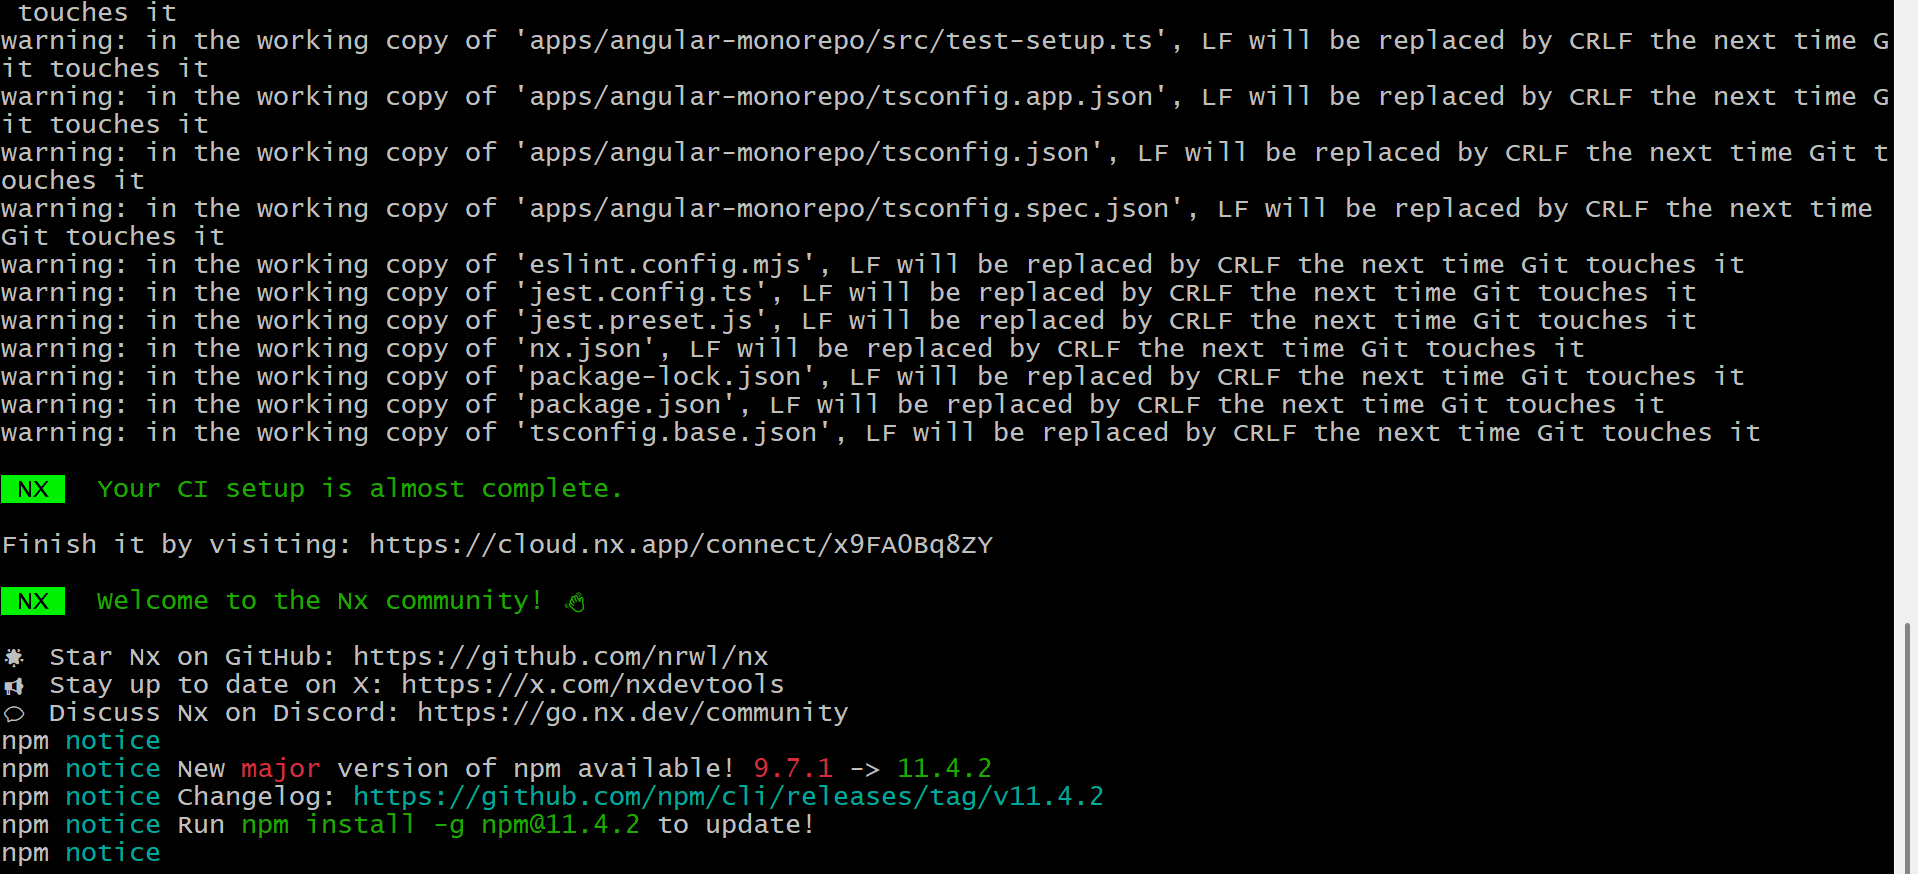 touches it
warning: in the working copy of 'apps/angular-monorepo/src/test-setup.ts', LF will be replaced by CRLF the next time G
it touches it
warning: in the working copy of 'apps/angular-monorepo/tsconfig.app.json', LF will be replaced by CRLF the next time G
it touches it
warning: in the working copy of 'apps/angular-monorepo/tsconfig.json', LF will be replaced by CRLF the next time Git t
ouches it
warning: in the working copy of 'apps/angular-monorepo/tsconfig.spec.json', LF will be replaced by CRLF the next time
Git touches it
warning: in the working copy of 'eslint.config.mjs', LF will be replaced by CRLF the next time Git touches it
warning: in the working copy of 'jest.config.ts', LF will be replaced by CRLF the next time Git touches it
warning: in the working copy of 'jest.preset.js', LF will be replaced by CRLF the next time Git touches it
warning: in the working copy of 'nx.json', LF will be replaced by CRLF the next time Git touches it
warning: in the working copy of 'package-lock.json', LF will be replaced by CRLF the next time Git touches it
warning: in the working copy of 'package.json', LF will be replaced by CRLF the next time Git touches it
warning: in the working copy of 'tsconfig.base.json', LF will be replaced by CRLF the next time Git touches it
NX Your CI setup is almost complete.
Finish it by visiting: https://cloud.nx.app/connect/x9FA0Bq8ZY
NX Welcome to the Nx community! 👋
🌟 Star Nx on GitHub: https://github.com/nrwl/nx
📢 Stay up to date on X: https://x.com/nxdevtools
💬 Discuss Nx on Discord: https://go.nx.dev/community
npm notice
npm notice New major version of npm available! 9.7.1 -> 11.4.2
npm notice Changelog: https://github.com/npm/cli/releases/tag/v11.4.2
npm notice Run npm install -g npm@11.4.2 to update!
npm notice